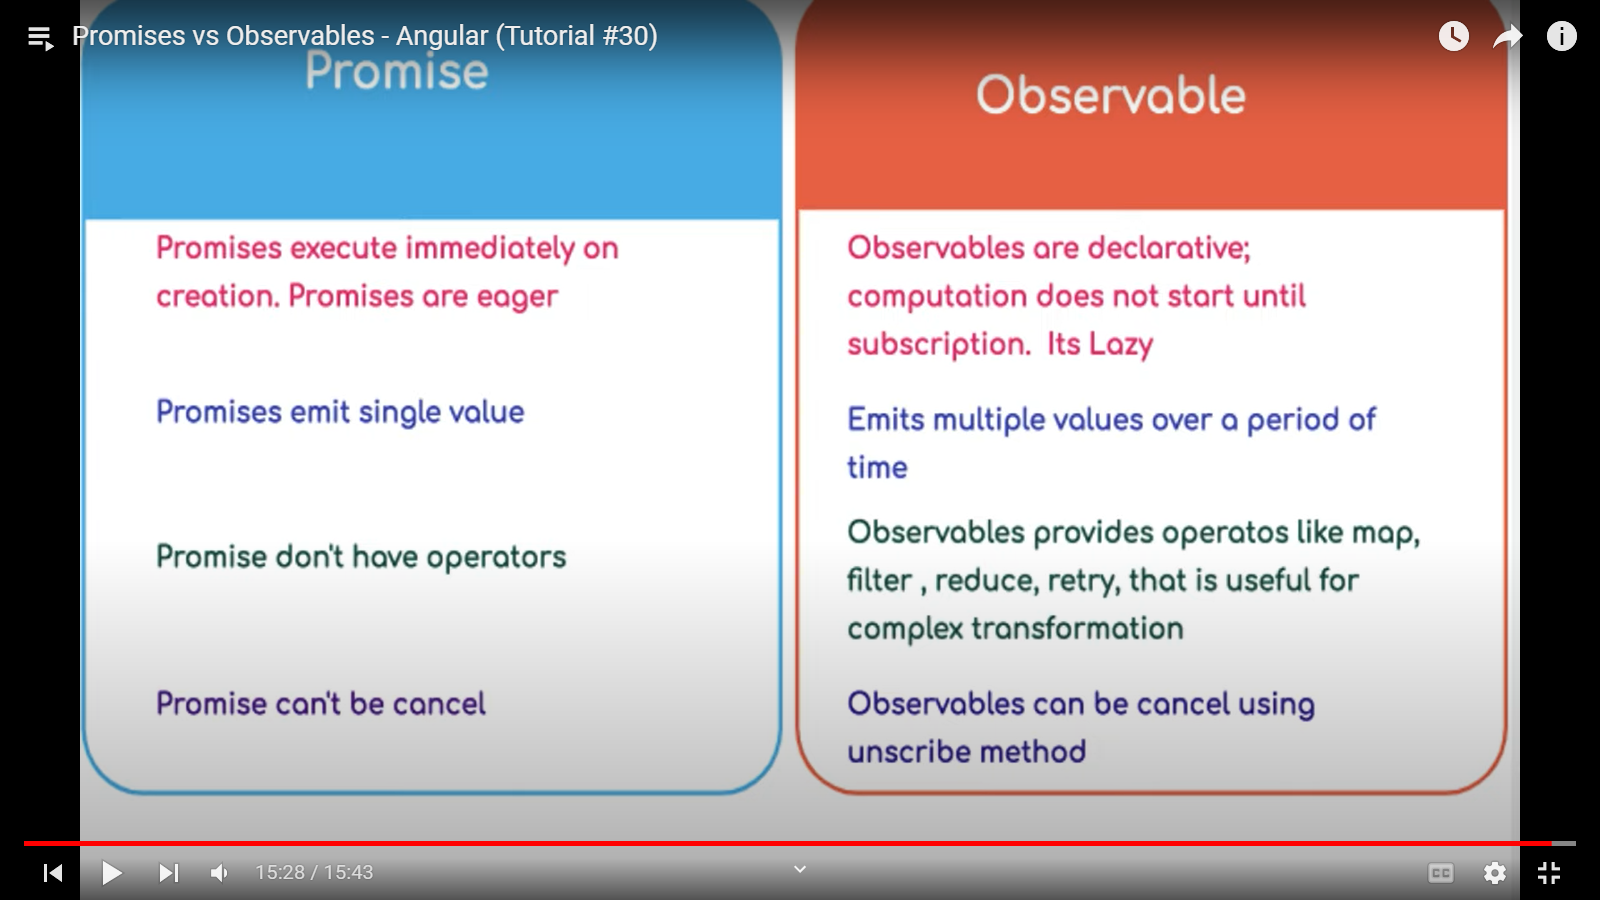 Promises vs Observables - Angular (Tutorial #30)
Promise
Observable
Promises execute immediately on
creation. Promises are eager
Promises emit single value
Promise don't have operators
Promise can't be cancel
Observables are declarative;
computation does not start until
subscription. Its Lazy
Emits multiple values over a period of
time
Observables provides operatos like map,
filter , reduce, retry, that is useful for
complex transformation
Observables can be cancel using
unscribe method
15:28 / 15:43
CC